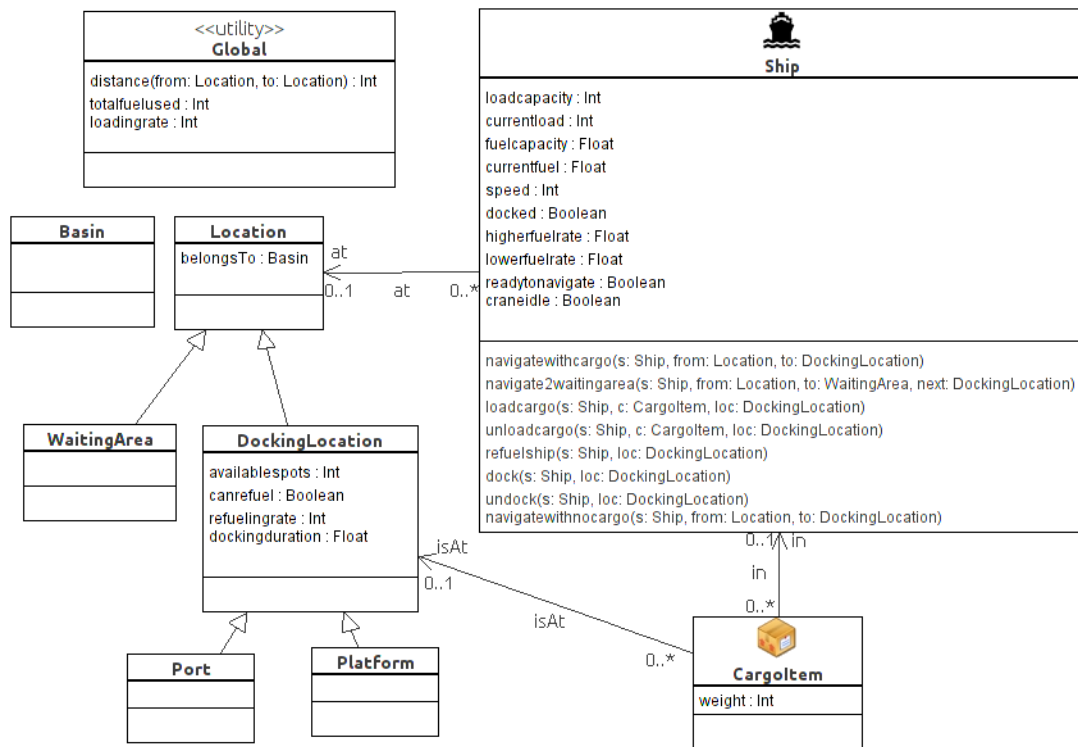 <<utility>>
Global
distance(from: Location, to: Location) : Int
totalfuelused : Int
loadingrate : Int
Ship
loadcapacity : Int
currentload : Int
fuelcapacity : Float
currentfuel : Float
speed : Int
docked : Boolean
higherfuelrate : Float
lowerfuelrate : Float
readytonavigate : Boolean
craneidle : Boolean
navigatewithcargo(s: Ship, from: Location, to: DockingLocation)
navigate2waitingarea(s: Ship, from: Location, to: WaitingArea, next: DockingLocation)
loadcargo(s: Ship, c: CargoItem, loc: DockingLocation)
unloadcargo(s: Ship, c: CargoItem, loc: DockingLocation)
refuelship(s: Ship, loc: DockingLocation)
dock(s: Ship, loc: DockingLocation)
undock(s: Ship, loc: DockingLocation)
navigatewithnocargo(s: Ship, from: Location, to: DockingLocation)
Basin
Location
belongsTo : Basin
at
0..1
at
0..*
WaitingArea
DockingLocation
availablespots : Int
canrefuel : Boolean
refuelingrate : Int
dockingduration : Float
isAt
0..1
isAt
0..*
0..1
in
in
0..*
Port
Platform
CargoItem
weight : Int